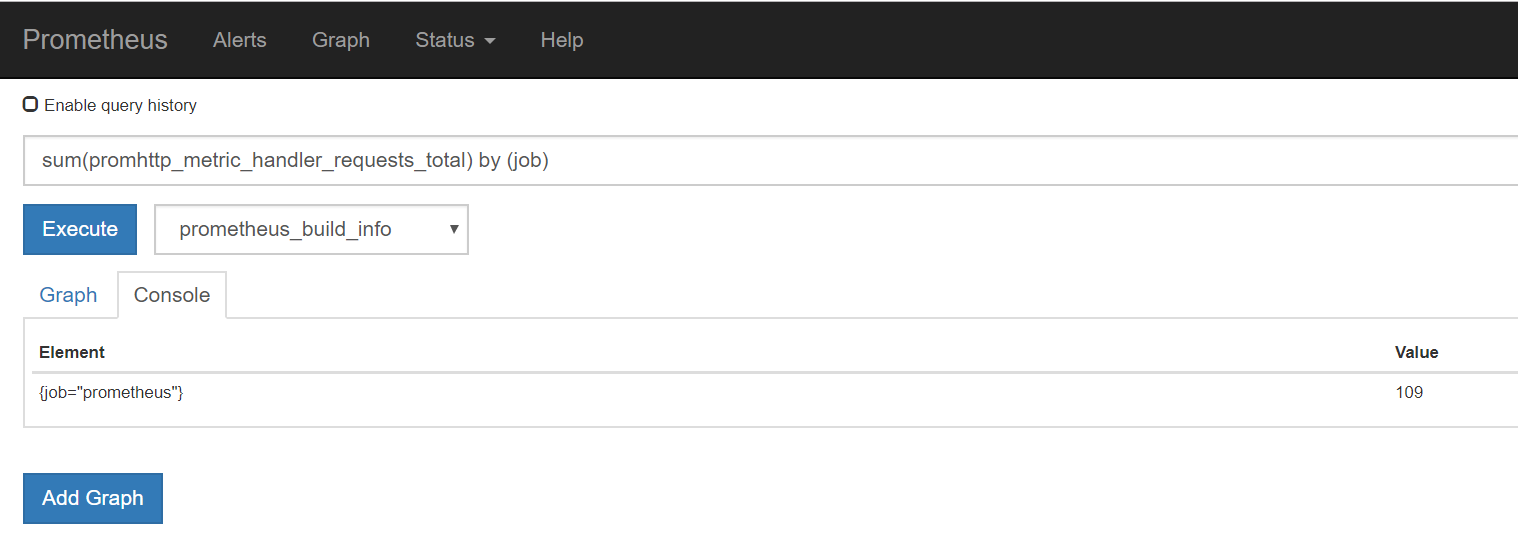 Prometheus Alerts Graph Status Help
Enable query history
sum(promhttp_metric_handler_requests_total) by (job)
Execute prometheus_build_info
Graph Console
Element Value
{job="prometheus"} 109
Add Graph